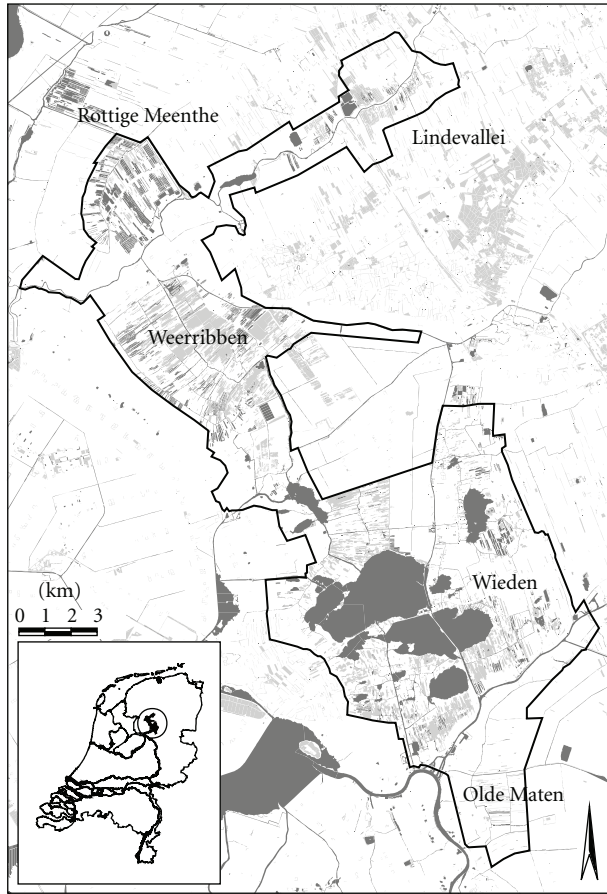 Rottige Meenthe
Lindevallei
Weerribben
Wieden
(km)
0 1 2 3
Olde Maten